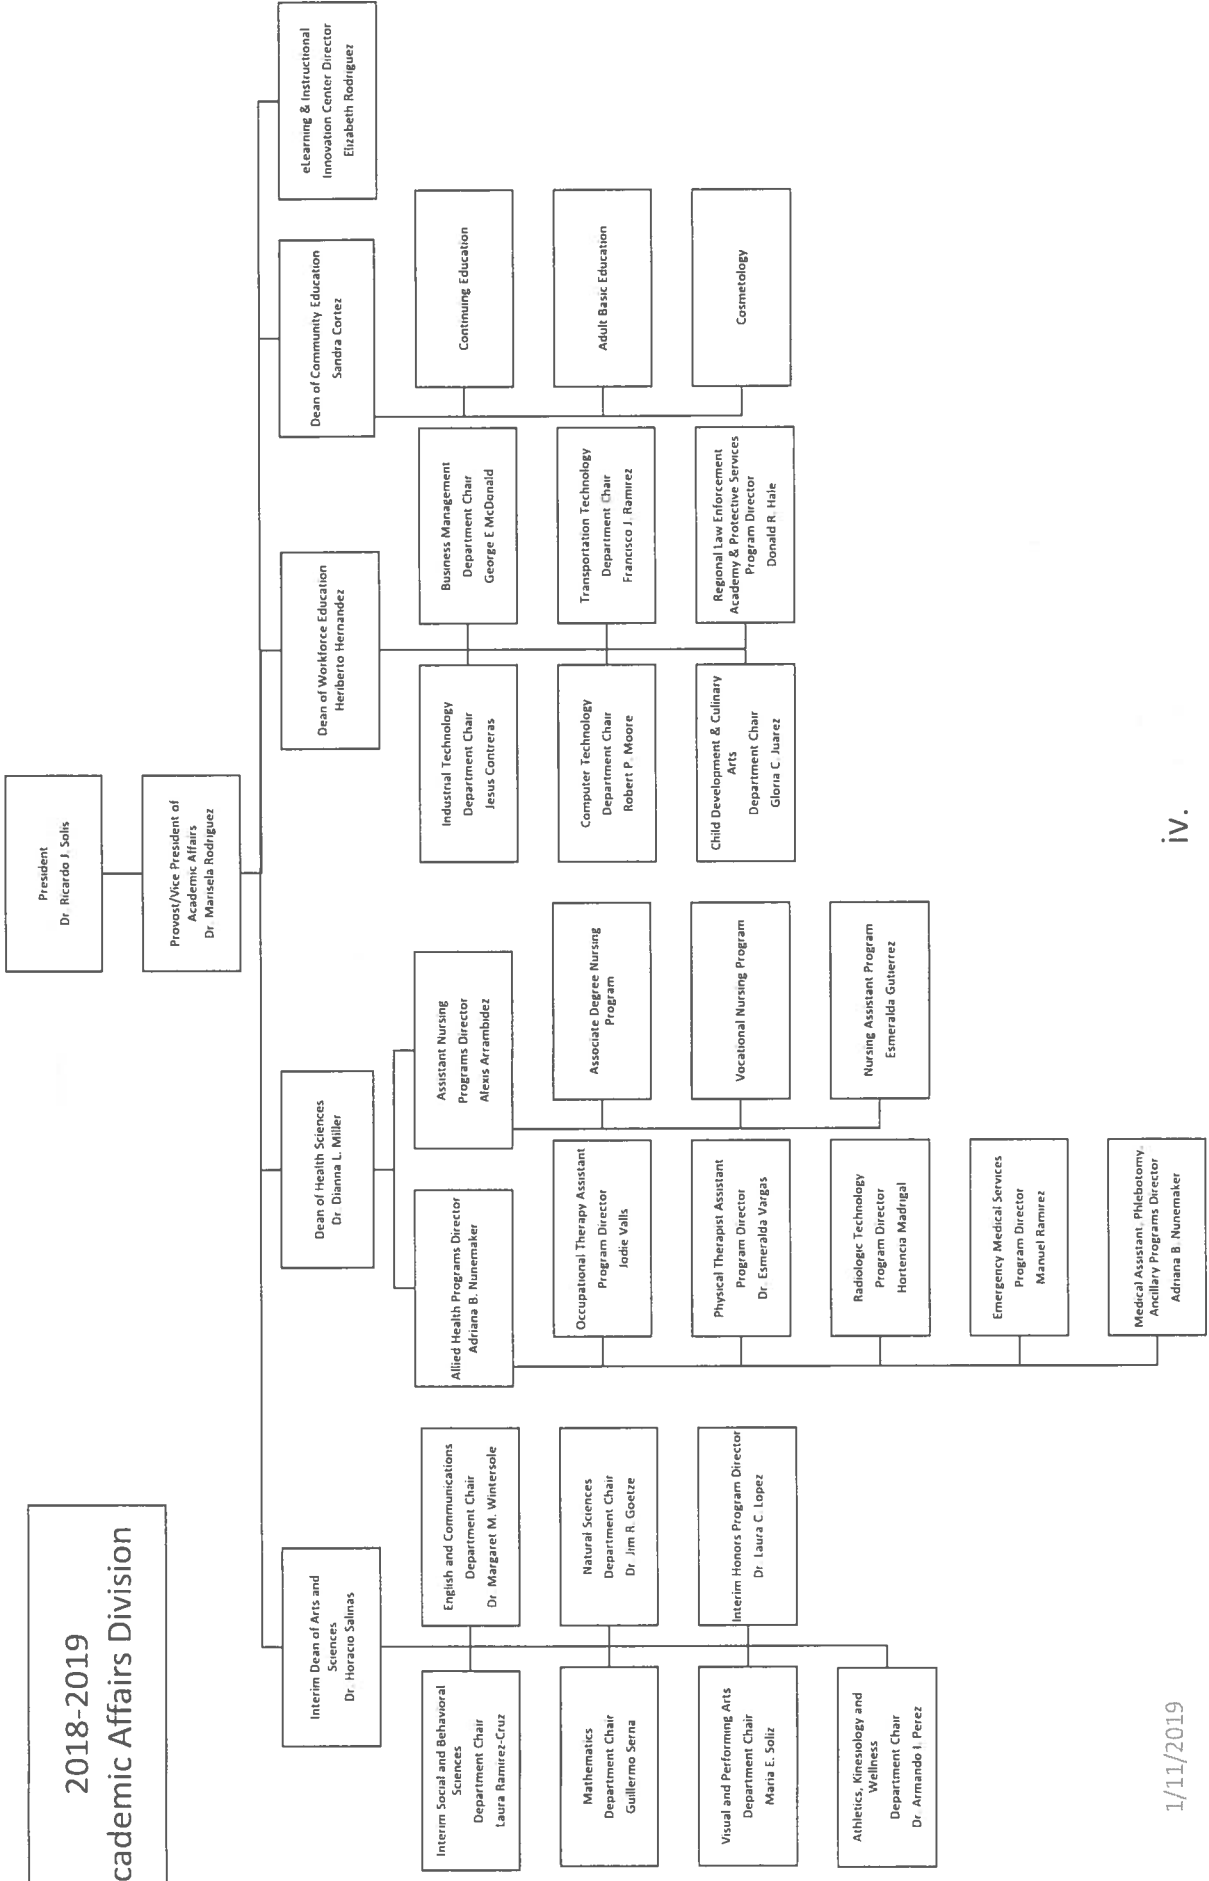 2018-2019
cademic Affairs Division
President
Dr. Ricardo J. Solis
Provost/Vice President of
Academic Affairs
Dr. Marisela Rodriguez
Interim Dean of Arts and
Sciences
Dr. Horacio Salinas
Interim Social and Behavioral
Sciences
Department Chair
Laura Ramirez-Cruz
English and Communications
Department Chair
Dr Margaret M. Wintersole
Mathematics
Department Chair
Guillermo Serna
Natural Sciences
Department Chair
Dr. Jim R. Goetze
Visual and Performing Arts
Department Chair
Maria E. Soliz
Interim Honors Program Director
Dr. Laura C. Lopez
Athletics, Kinesiology and
Wellness
Department Chair
Dr. Armando I. Perez
Dean of Health Sciences
Dr. Dianna L. Miller
Allied Health Programs Director
Adriana B. Nunemaker
Occupational Therapy Assistant
Program Director
Jodie Valls
Physical Therapist Assistant
Program Director
Dr. Esmeralda Vargas
Radiologic Technology
Program Director
Hortencia Madrigal
Emergency Medical Services
Program Director
Manuel Ramirez
Medical Assistant, Phlebotomy,
Ancillary Programs Director
Adriana B. Nunemaker
Assistant Nursing
Programs Director
Alexis Arrambidez
Associate Degree Nursing
Program
Vocational Nursing Program
Nursing Assistant Program
Esmeralda Gutierrez
Dean of Workforce Education
Heriberto Hernandez
Industrial Technology
Department Chair
Jesus Contreras
Business Management
Department Chair
George E McDonald
Computer Technology
Department Chair
Robert P. Moore
Transportation Technology
Department Chair
Francisco J. Ramirez
Child Development & Culinary
Arts
Department Chair
Gloria C. Juarez
Regional Law Enforcement
Academy & Protective Services
Program Director
Donald R. Hale
Dean of Community Education
Sandra Cortez
Continuing Education
Adult Basic Education
Cosmetology
eLearning & Instructional
Innovation Center Director
Elizabeth Rodriguez
1/11/2019
iv.